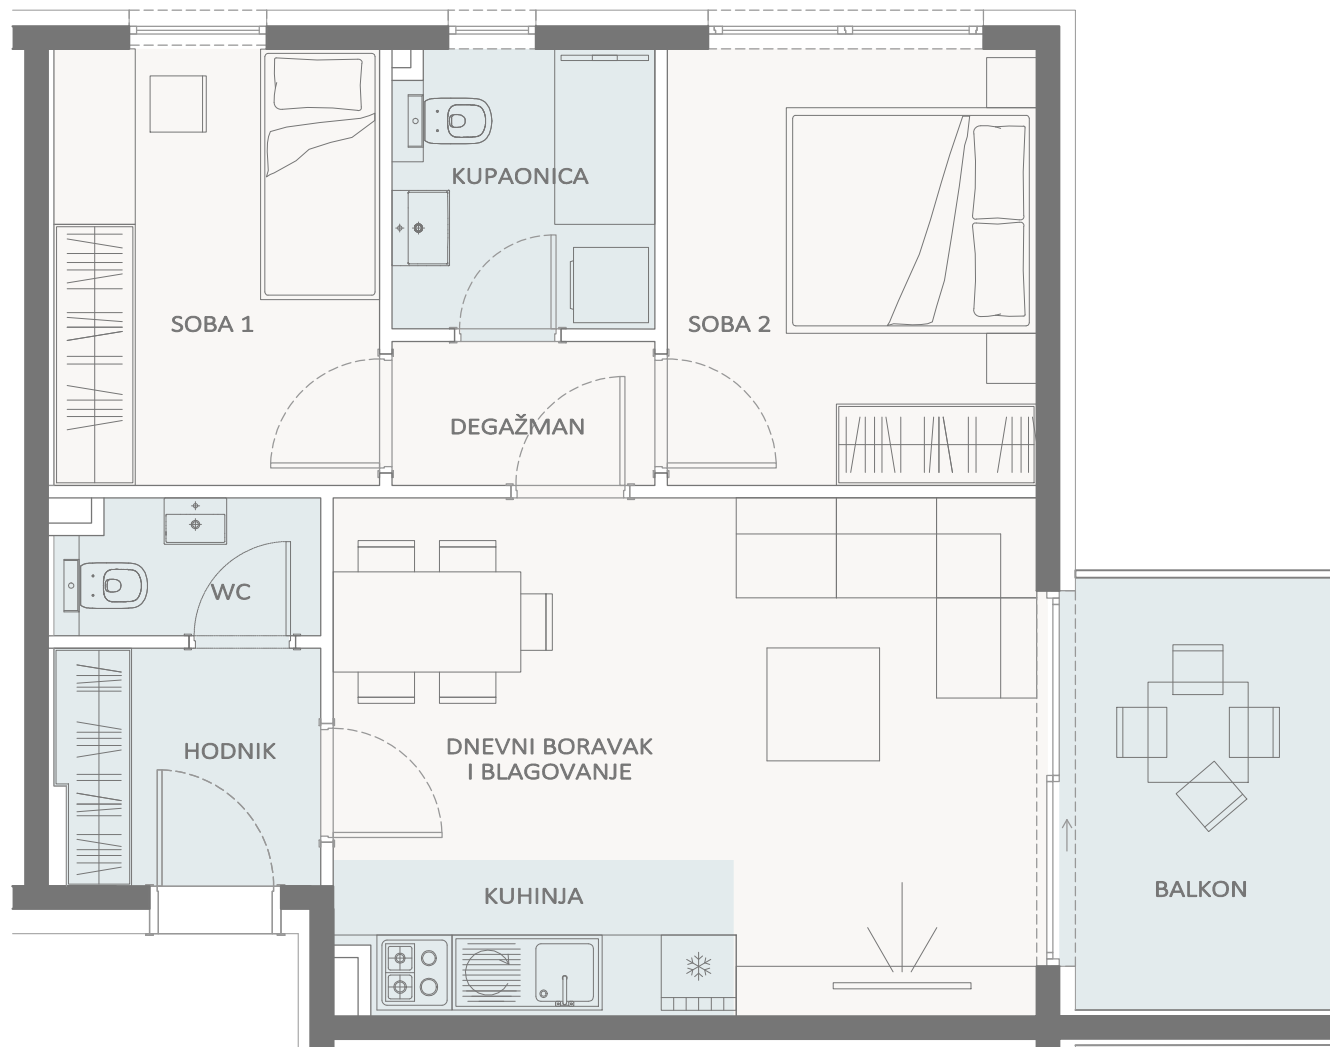 KUPAONICA
SOBA 1
SOBA 2
DEGAŽMAN
WC
HODNIK
DNEVNI BORAVAK
I BLAGOVANJE
KUHINJA
BALKON